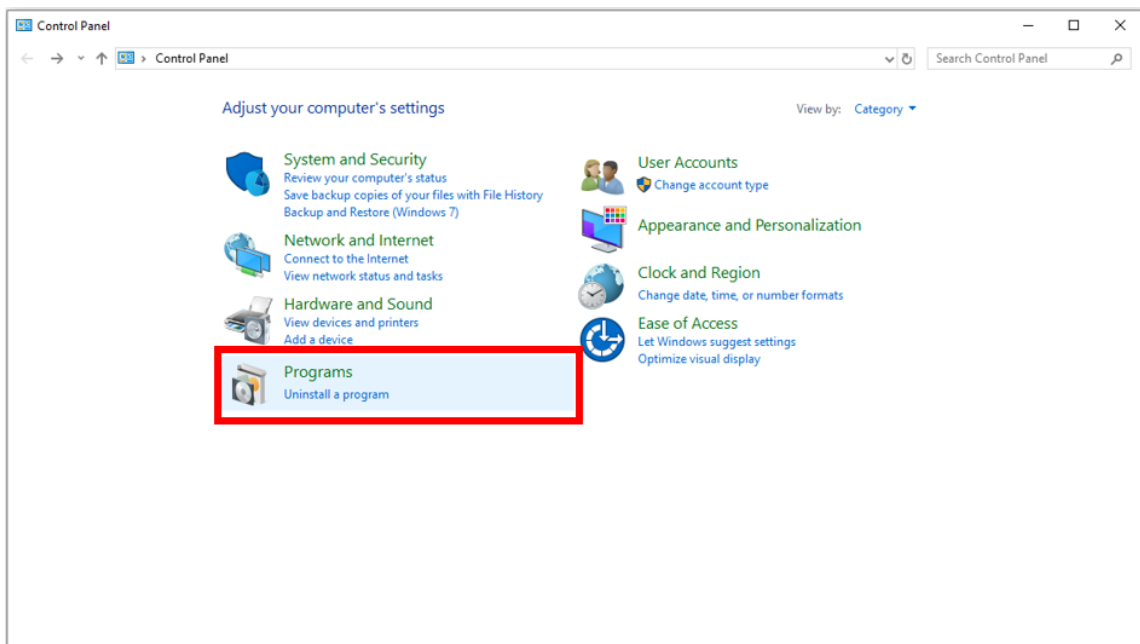 Control Panel
Control Panel
Search Control Panel
Adjust your computer's settings
View by: Category
System and Security
Review your computer's status
Save backup copies of your files with File History
Backup and Restore (Windows 7)
Network and Internet
Connect to the Internet
View network status and tasks
Hardware and Sound
View devices and printers
Add a device
Programs
Uninstall a program
User Accounts
Change account type
Appearance and Personalization
Clock and Region
Change date, time, or number formats
Ease of Access
Let Windows suggest settings
Optimize visual display